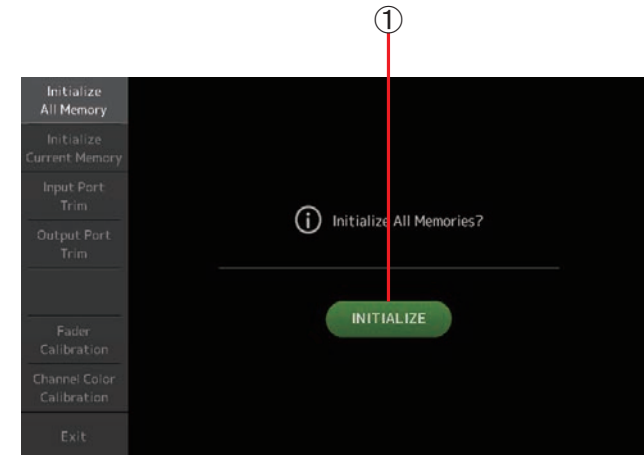 ①
Initialize
All Memory
Initialize
Current Memory
Input Port
Trim
Output Port
Trim
Fader
Calibration
Channel Color
Calibration
Exit
Initialize All Memories?
INITIALIZE